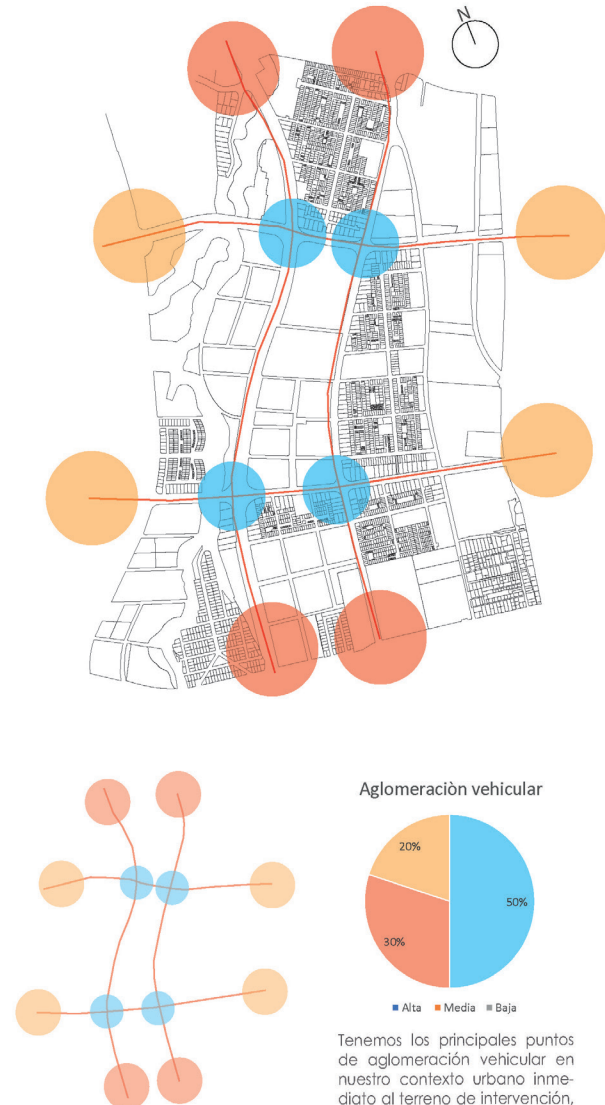 N
Aglomeraciòn vehicular
20%
50%
30%
Alta Media Baja
Tenemos los principales puntos
de aglomeración vehicular en
nuestro contexto urbano inme-
diato al terreno de intervención,